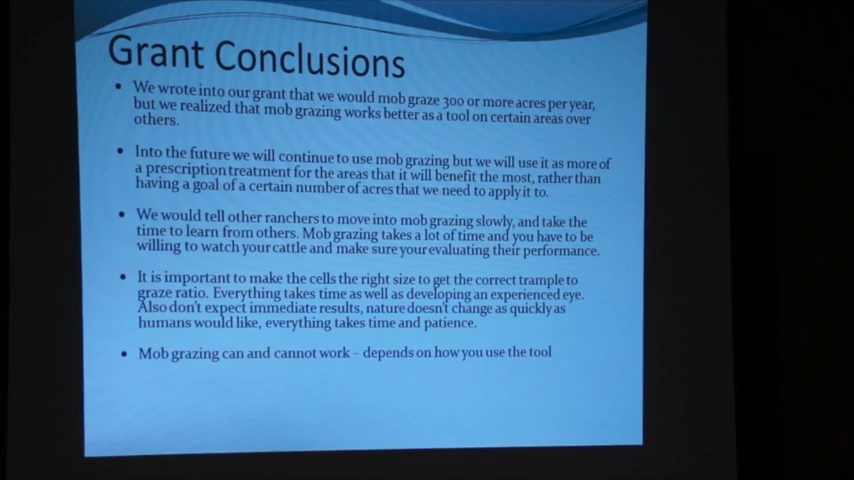 Grant Conclusions
• We wrote into our grant that we would mob graze 300 or more acres per year,
but we realized that mob grazing works better as a tool on certain areas over
others.
• Into the future we will continue to use mob grazing but we will use it as more of
a prescription treatment for the areas that it will benefit the most, rather than
having a goal of a certain number of acres that we need to apply it to.
• We would tell other ranchers to move into mob grazing slowly, and take the
time to learn from others. Mob grazing takes a lot of time and you have to be
willing to watch your cattle and make sure your evaluating their performance.
• It is important to make the cells the right size to get the correct trample to
graze ratio. Everything takes time as well as developing an experienced eye.
Also don't expect immediate results, nature doesn't change as quickly as
humans would like, everything takes time and patience.
• Mob grazing can and cannot work – depends on how you use the tool